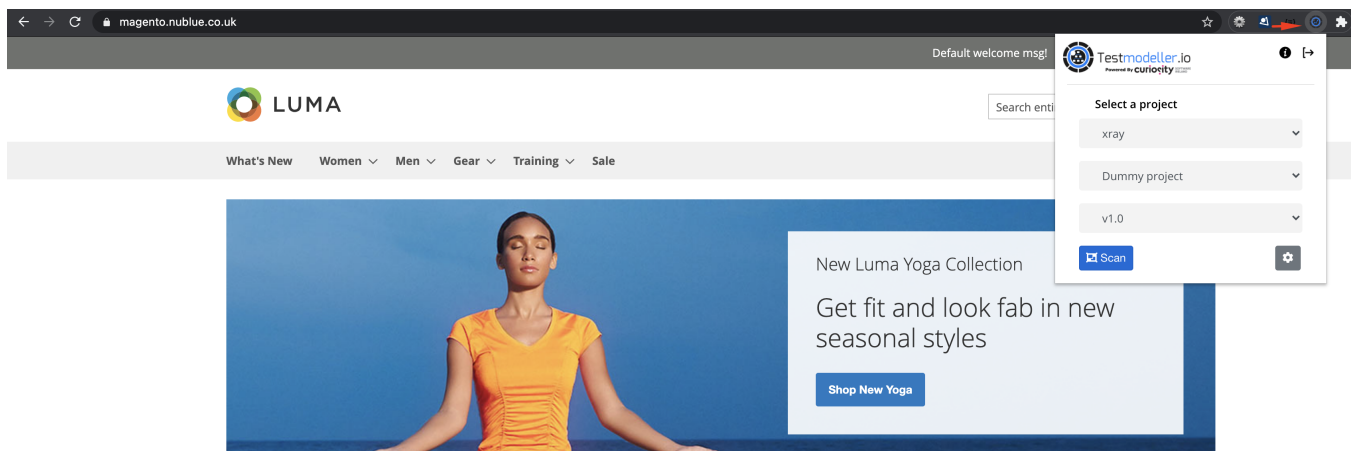 magento.nublue.co.uk
Default welcome msg!
LUMA
Search enti
What's New Women Men Gear Training Sale
New Luma Yoga Collection
Get fit and look fab in new
seasonal styles
Shop New Yoga
Testmodeller.io
Powered By curiosity SOFTWARE IRELAND
Select a project
xray
Dummy project
v1.0
Scan